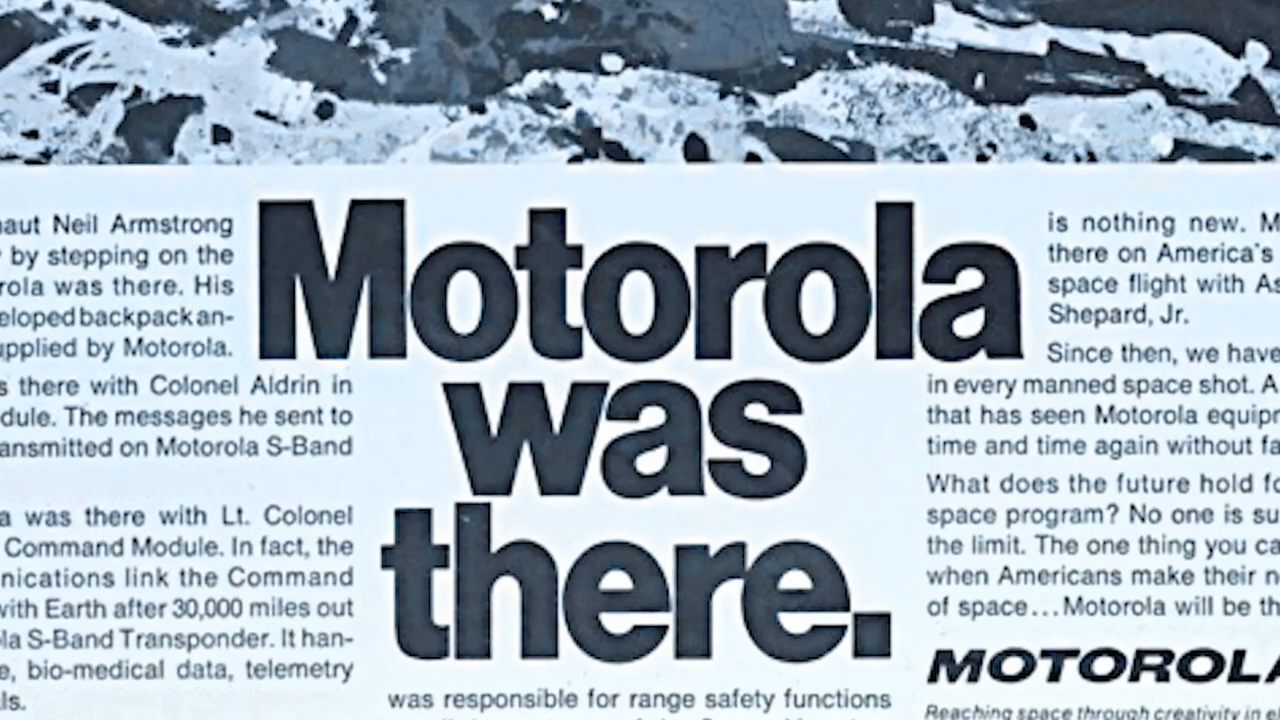 naut Neil Armstrong
by stepping on the
rola was there. His
eloped backpack an-
upplied by Motorola.
s there with Colonel Aldrin in
dule. The messages he sent to
ansmitted on Motorola S-Band
a was there with Lt. Colonel
Command Module. In fact, the
nications link the Command
with Earth after 30,000 miles out
la S-Band Transponder. It han-
e, bio-medical data, telemetry
ls.
Motorola
was
there.
was responsible for range safety functions
is nothing new. M
there on America's
space flight with As
Shepard, Jr.
Since then, we have
in every manned space shot. A
that has seen Motorola equipm
time and time again without fa
What does the future hold fo
space program? No one is su
the limit. The one thing you ca
when Americans make their n
of space...Motorola will be th
MOTOROLA
Reaching space through creativity in el